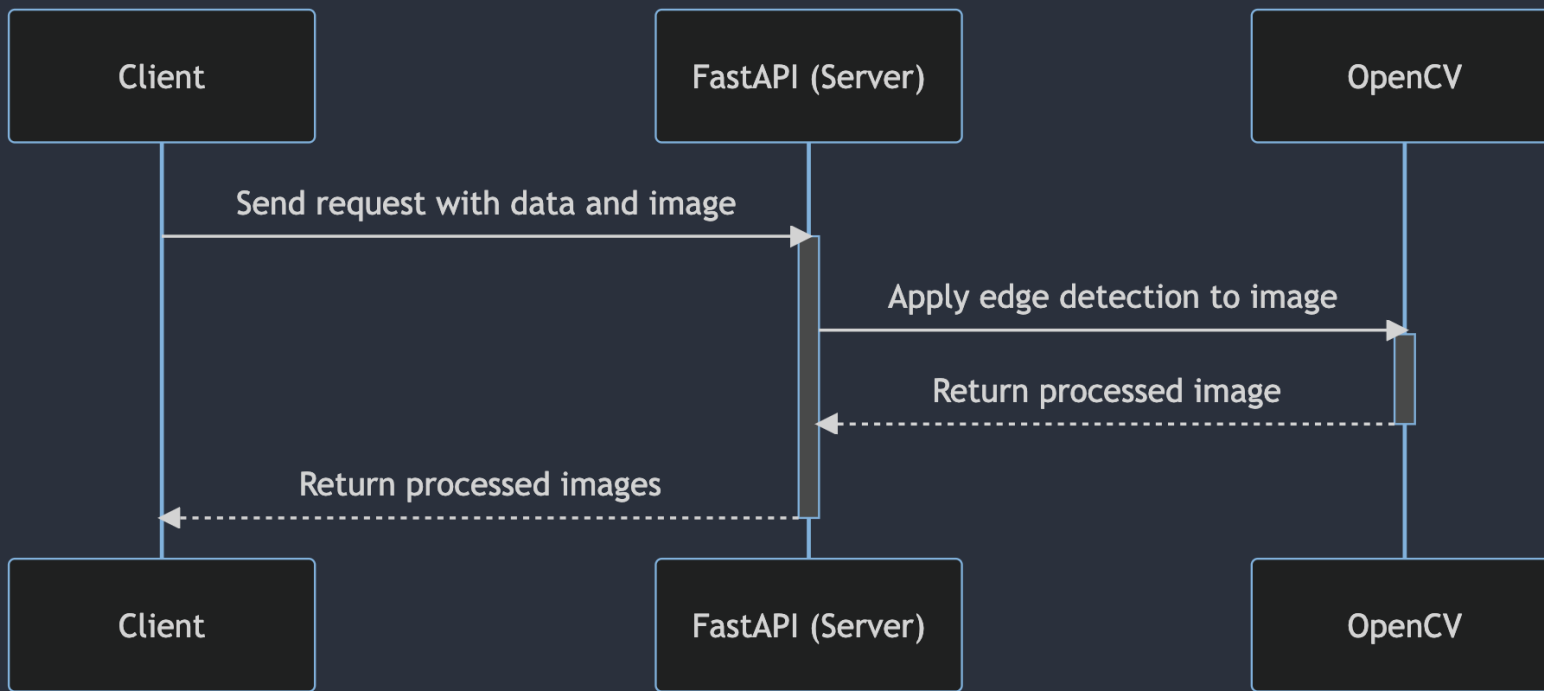 Client
FastAPI (Server)
OpenCV
Send request with data and image
Apply edge detection to image
Return processed image
Return processed images
Client
FastAPI (Server)
OpenCV